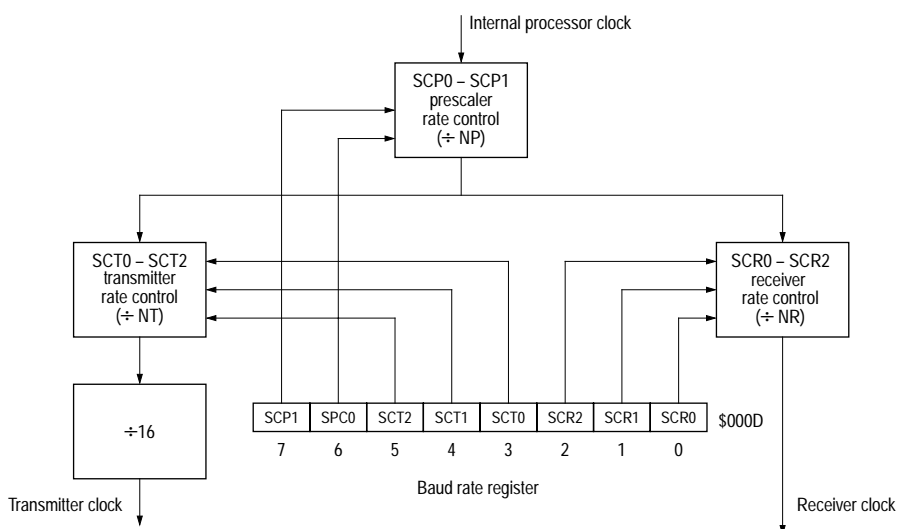 Internal processor clock
SCP0 – SCP1
prescaler
rate control
(÷ NP)
SCT0 – SCT2
transmitter
rate control
(÷ NT)
SCR0 – SCR2
receiver
rate control
(÷ NR)
÷16
SCP1 SPC0 SCT2 SCT1 SCT0 SCR2 SCR1 SCR0 $000D
7 6 5 4 3 2 1 0
Baud rate register
Transmitter clock
Receiver clock